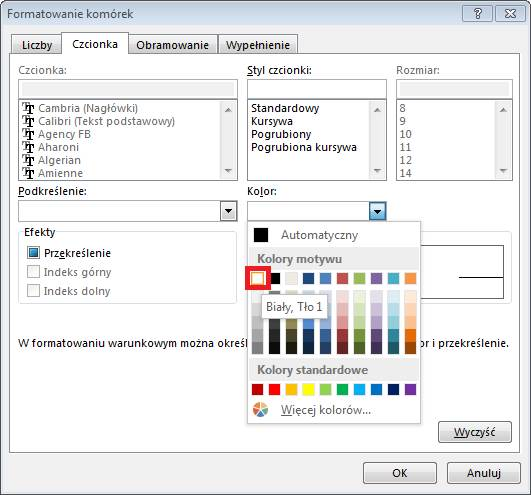 Formatowanie komórek
Liczby Czcionka Obramowanie Wypełnienie
Czcionka: Styl czcionki: Rozmiar:
Cambria (Nagłówki) Standardowy 8
Calibri (Tekst podstawowy) Kursywa 9
Agency FB Pogrubiony 10
Aharoni Pogrubiona kursywa 11
Algerian 12
Amienne 14
Podkreślenie: Kolor:
Automatyczny
Efekty
Kolory motywu
Przekreślenie
Indeks górny
Biały, Tło 1
Indeks dolny
W formatowaniu warunkowym można okreś or i przekreślenie.
Kolory standardowe
Więcej kolorów...
Wyczyść
OK Anuluj